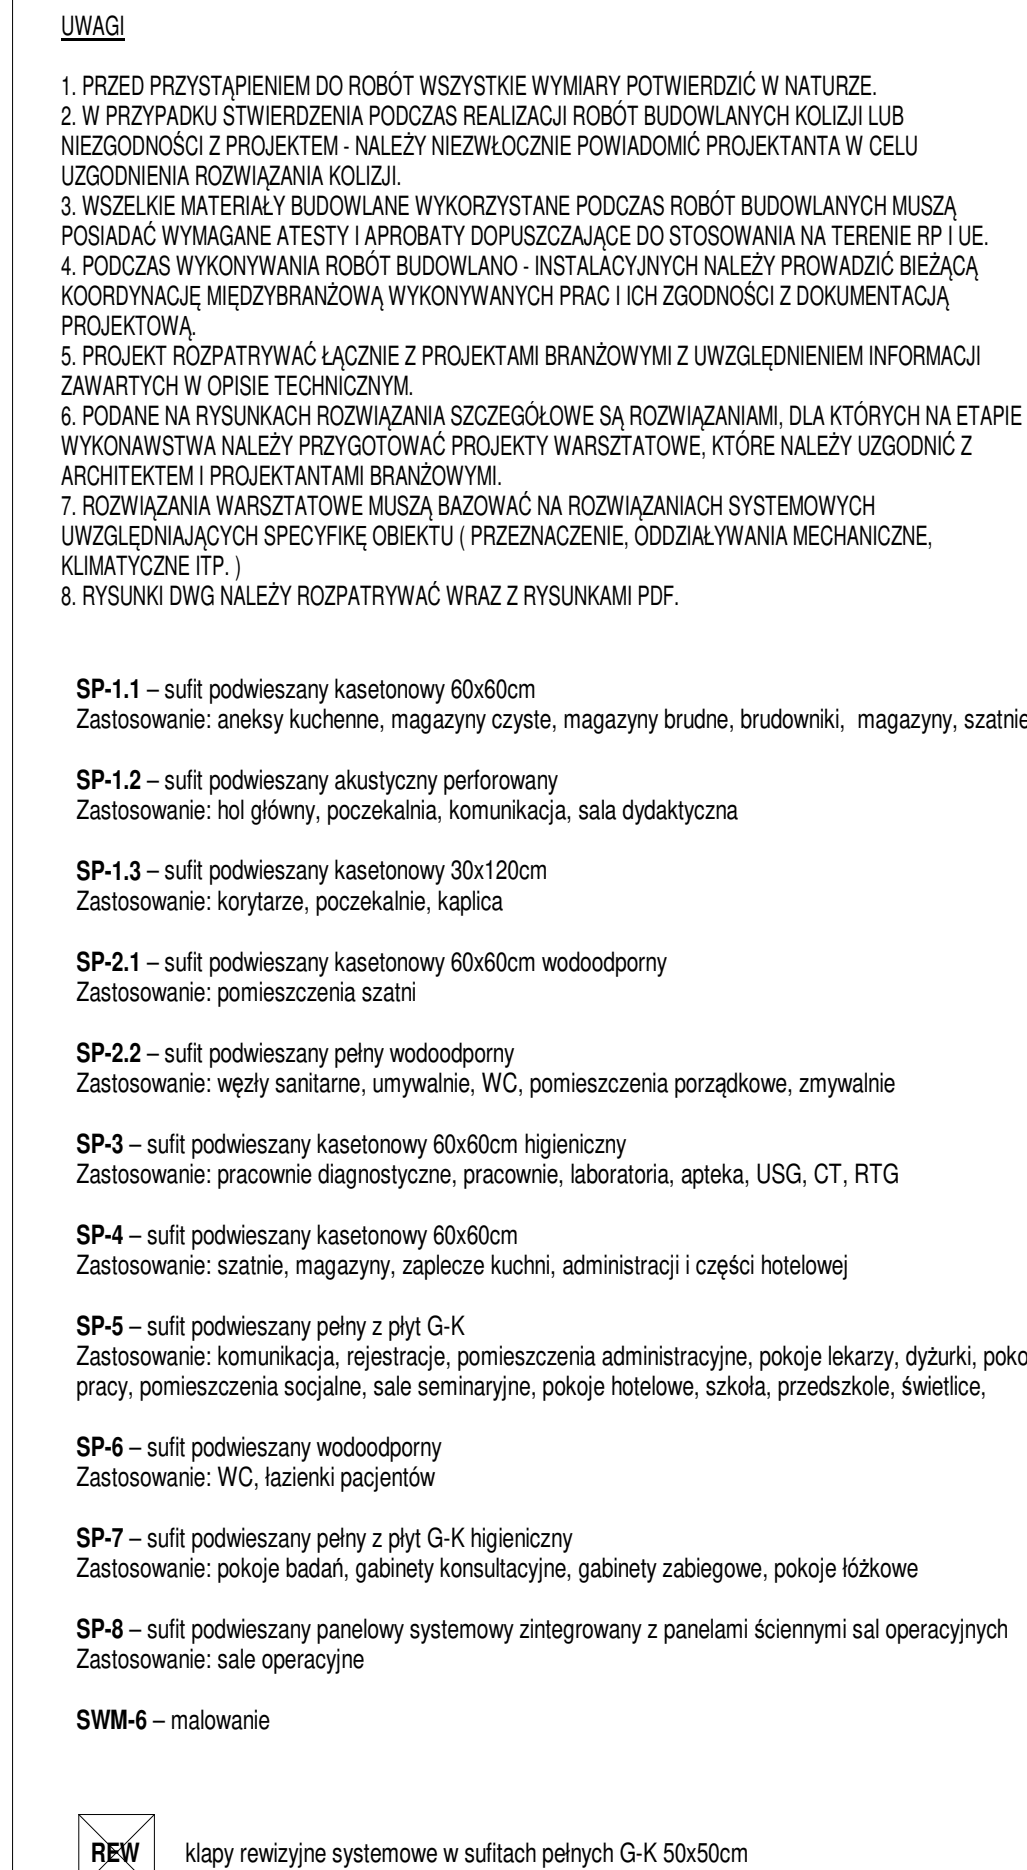 UWAGI
1. PRZED PRZYSTĄPIENIEM DO ROBÓT WSZYSTKIE WYMIARY POTWIERDZIĆ W NATURZE.
2. W PRZYPADKU STWIERDZENIA PODCZAS REALIZACJI ROBÓT BUDOWLANYCH KOLIZJI LUB
NIEZGODNOŚCI Z PROJEKTEM - NALEŻY NIEZWŁOCZNIE POWIADOMIĆ PROJEKTANTA W CELU
UZGODNIENIA ROZWIĄZANIA KOLIZJI.
3. WSZELKIE MATERIAŁY BUDOWLANE WYKORZYSTANE PODCZAS ROBÓT BUDOWLANYCH MUSZĄ
POSIADAĆ WYMAGANE ATESTY I APROBATY DOPUSZCZAJĄCE DO STOSOWANIA NA TERENIE RP I UE.
4. PODCZAS WYKONYWANIA ROBÓT BUDOWLANO - INSTALACYJNYCH NALEŻY PROWADZIĆ BIEŻĄCĄ
KOORDYNACJĘ MIĘDZYBRANŻOWĄ WYKONYWANYCH PRAC I ICH ZGODNOŚCI Z DOKUMENTACJĄ
PROJEKTOWĄ.
5. PROJEKT ROZPATRYWAĆ ŁĄCZNIE Z PROJEKTAMI BRANŻOWYMI Z UWZGLĘDNIENIEM INFORMACJI
ZAWARTYCH W OPISIE TECHNICZNYM.
6. PODANE NA RYSUNKACH ROZWIĄZANIA SZCZEGÓŁOWE SĄ ROZWIĄZANIAMI, DLA KTÓRYCH NA ETAPIE
WYKONAWSTWA NALEŻY PRZYGOTOWAĆ PROJEKTY WARSZTATOWE, KTÓRE NALEŻY UZGODNIĆ Z
ARCHITEKTEM I PROJEKTANTAMI BRANŻOWYMI.
7. ROZWIĄZANIA WARSZTATOWE MUSZĄ BAZOWAĆ NA ROZWIĄZANIACH SYSTEMOWYCH
UWZGLĘDNIAJĄCYCH SPECYFIKĘ OBIEKTU ( PRZEZNACZENIE, ODDZIAŁYWANIA MECHANICZNE,
KLIMATYCZNE ITP. )
8. RYSUNKI DWG NALEŻY ROZPATRYWAĆ WRAZ Z RYSUNKAMI PDF.
SP-1.1 – sufit podwieszany kasetonowy 60x60cm
Zastosowanie: aneksy kuchenne, magazyny czyste, magazyny brudne, brudowniki, magazyny, szatnie
SP-1.2 – sufit podwieszany akustyczny perforowany
Zastosowanie: hol główny, poczekalnia, komunikacja, sala dydaktyczna
SP-1.3 – sufit podwieszany kasetonowy 30x120cm
Zastosowanie: korytarze, poczekalnie, kaplica
SP-2.1 – sufit podwieszany kasetonowy 60x60cm wodoodporny
Zastosowanie: pomieszczenia szatni
SP-2.2 – sufit podwieszany pełny wodoodporny
Zastosowanie: węzły sanitarne, umywalnie, WC, pomieszczenia porządkowe, zmywalnie
SP-3 – sufit podwieszany kasetonowy 60x60cm higieniczny
Zastosowanie: pracownie diagnostyczne, pracownie, laboratoria, apteka, USG, CT, RTG
SP-4 – sufit podwieszany kasetonowy 60x60cm
Zastosowanie: szatnie, magazyny, zaplecze kuchni, administracji i części hotelowej
SP-5 – sufit podwieszany pełny z płyt G-K
Zastosowanie: komunikacja, rejestracje, pomieszczenia administracyjne, pokoje lekarzy, dyżurki,
pracy, pomieszczenia socjalne, sale seminaryjne, pokoje hotelowe, szkoła, przedszkole, świetlice,
SP-6 – sufit podwieszany wodoodporny
Zastosowanie: WC, łazienki pacjentów
SP-7 – sufit podwieszany pełny z płyt G-K higieniczny
Zastosowanie: pokoje badań, gabinety konsultacyjne, gabinety zabiegowe, pokoje łóżkowe
SP-8 – sufit podwieszany panelowy systemowy zintegrowany z panelami ściennymi sal operacyjnych
Zastosowanie: sale operacyjne
SWM-6 – malowanie
REW klapy rewizyjne systemowe w sufitach pełnych G-K 50x50cm